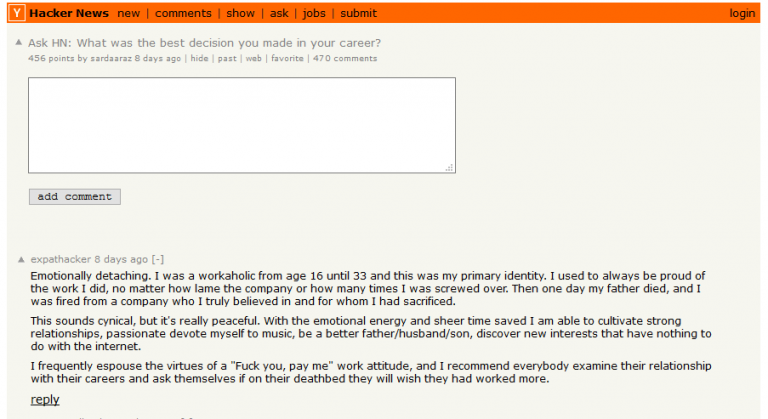 Y Hacker News new | comments | show | ask | jobs | submit login
Ask HN: What was the best decision you made in your career?
456 points by sardaaraz 8 days ago | hide | past | web | favorite | 470 comments
add comment
expathacker 8 days ago [-]
Emotionally detaching. I was a workaholic from age 16 until 33 and this was my primary identity. I used to always be proud of
the work I did, no matter how lame the company or how many times I was screwed over. Then one day my father died, and I
was fired from a company who I truly believed in and for whom I had sacrificed.
This sounds cynical, but it's really peaceful. With the emotional energy and sheer time saved I am able to cultivate strong
relationships, passionate devote myself to music, be a better father/husband/son, discover new interests that have nothing to
do with the internet.
I frequently espouse the virtues of a "Fuck you, pay me" work attitude, and I recommend everybody examine their relationship
with their careers and ask themselves if on their deathbed they will wish they had worked more.
reply